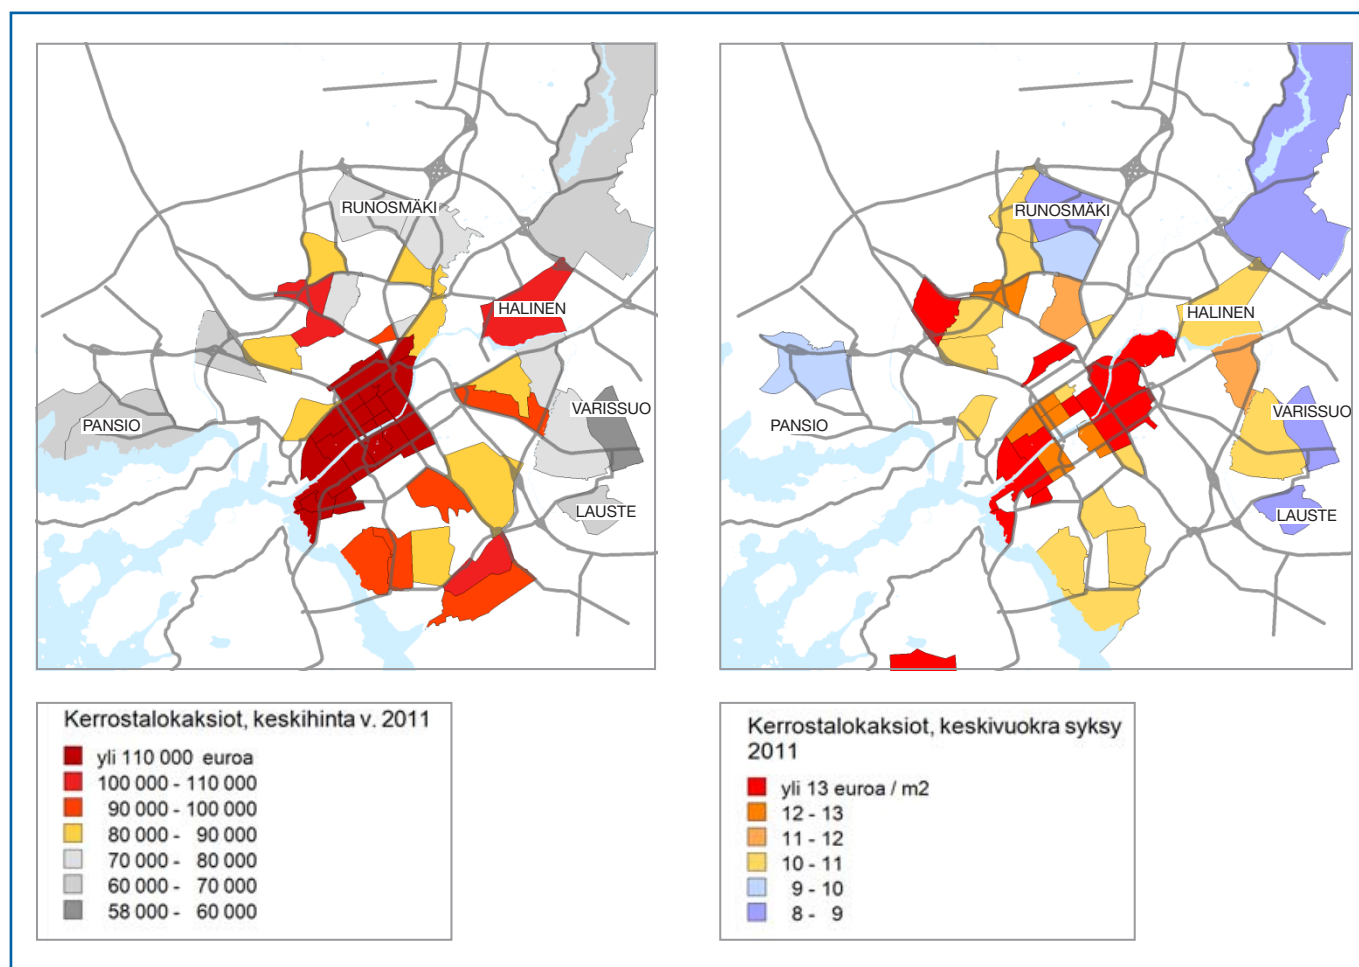 RUNOSMÄKI
HALINEN
VARISSUO
PANSIO
LAUSTE
Kerrostalokaksiot, keskihinta v. 2011
yli 110 000 euroa
100 000 - 110 000
90 000 - 100 000
80 000 - 90 000
70 000 - 80 000
60 000 - 70 000
58 000 - 60 000
RUNOSMÄKI
HALINEN
VARISSUO
PANSIO
LAUSTE
Kerrostalokaksiot, keskivuokra syksy
2011
yli 13 euroa / m2
12 - 13
11 - 12
10 - 11
9 - 10
8 - 9